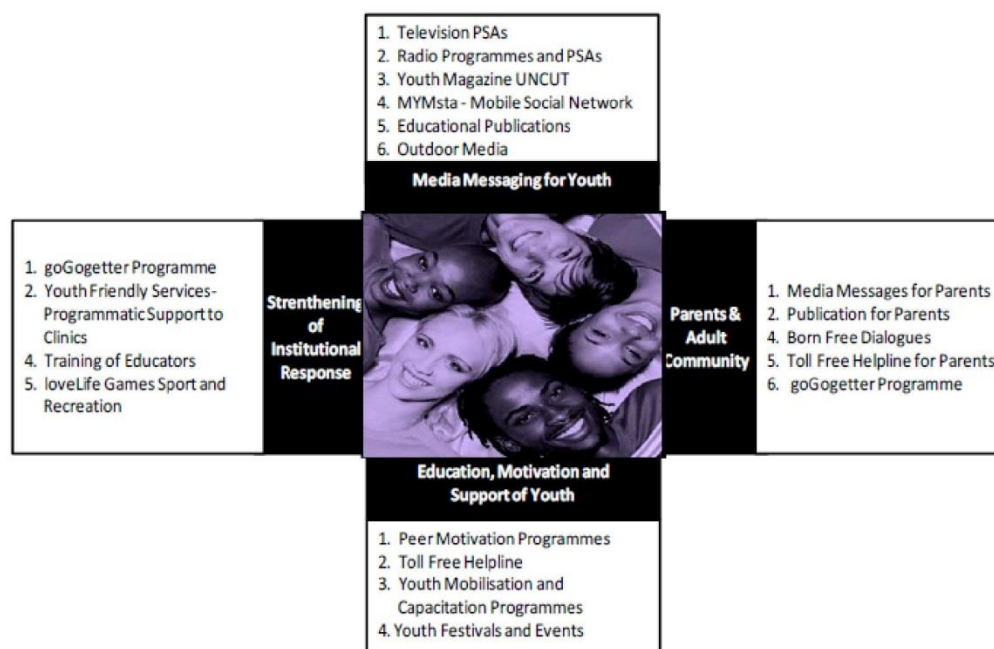 1. Television PSAs
2. Radio Programmes and PSAs
3. Youth Magazine UNCUT
4. MYMsta - Mobile Social Network
5. Educational Publications
6. Outdoor Media
Media Messaging for Youth
1. goGogetter Programme
2. Youth Friendly Services-
Programmatic Support to
Clinics
4. Training of Educators
5. loveLife Games Sport and
Recreation
Strenthening
of
Institutional
Response
Parents &
Adult
Community
1. Media Messages for Parents
2. Publication for Parents
4. Born Free Dialogues
5. Toll Free Helpline for Parents
6. goGogetter Programme
Education, Motivation and
Support of Youth
1. Peer Motivation Programmes
2. Toll Free Helpline
3. Youth Mobilisation and
Capacitation Programmes
4. Youth Festivals and Events